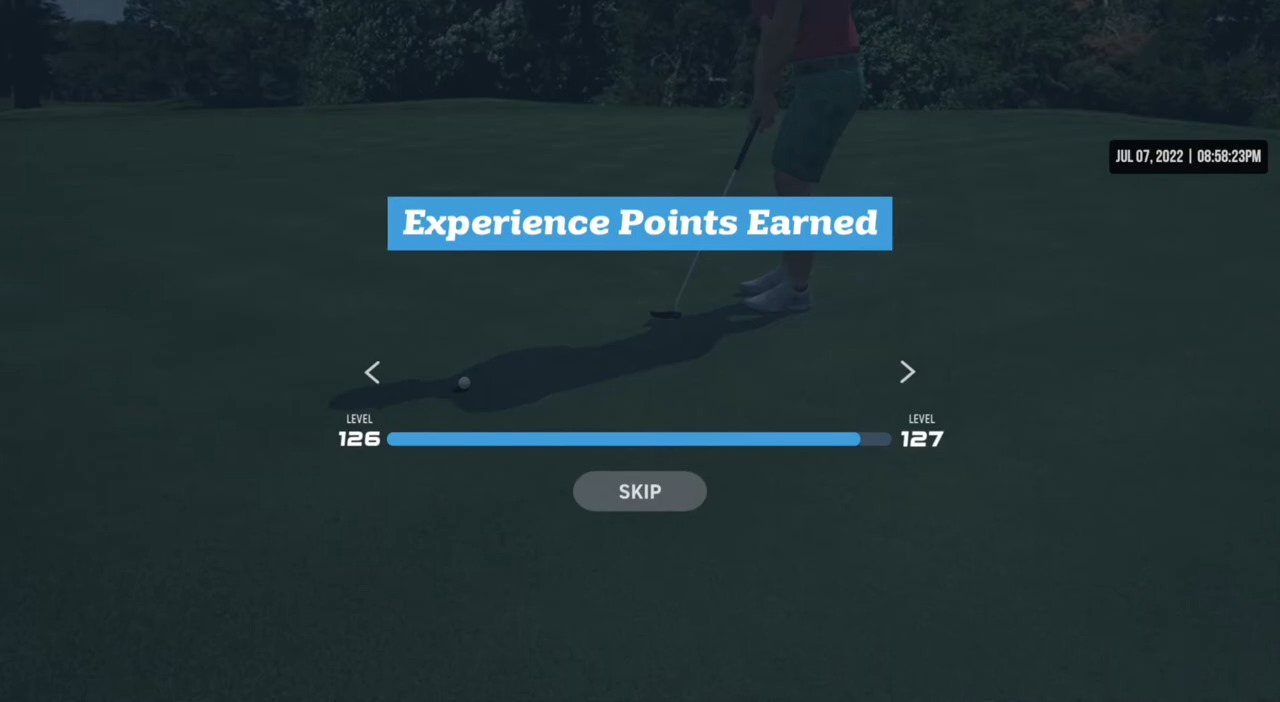 JUL 07, 2022 | 08:58:23PM
Experience Points Earned
<
>
LEVEL
126
LEVEL
127
SKIP